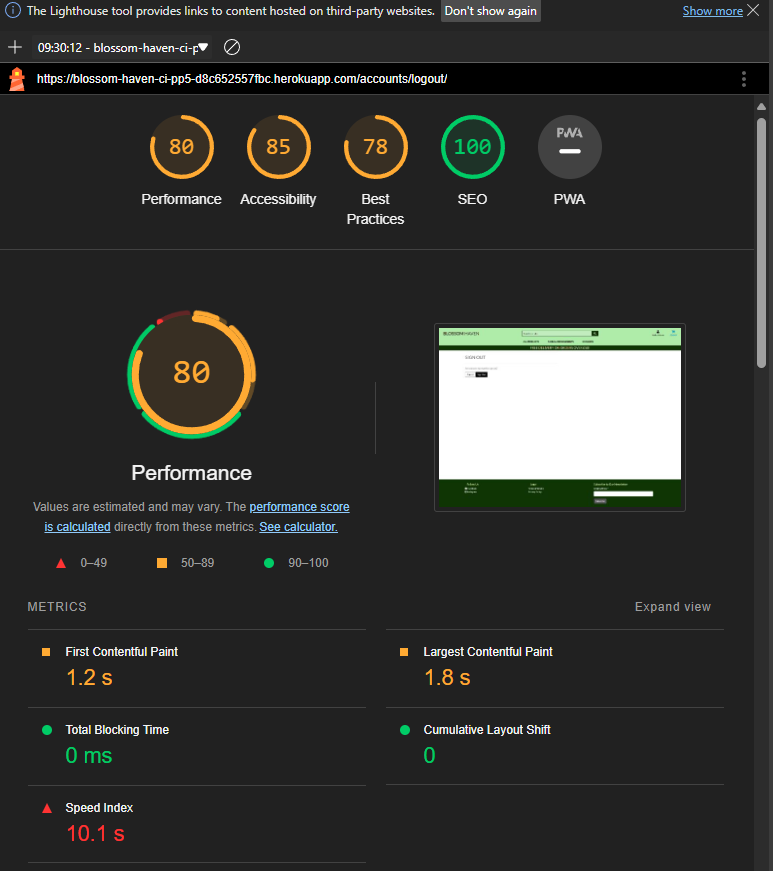 The Lighthouse tool provides links to content hosted on third-party websites. Don't show again Show more
09:30:12 - blossom-haven-ci-p
https://blossom-haven-ci-pp5-d8c652557fbc.herokuapp.com/accounts/logout/
80 85 78 100 PWA
Performance Accessibility Best Practices SEO PWA
80
BLOSSOM HAVEN
SIGN OUT
Performance
Values are estimated and may vary. The performance score
is calculated directly from these metrics. See calculator.
0–49 50–89 90–100
METRICS Expand view
First Contentful Paint Largest Contentful Paint
1.2 s 1.8 s
Total Blocking Time Cumulative Layout Shift
0 ms 0
Speed Index
10.1 s